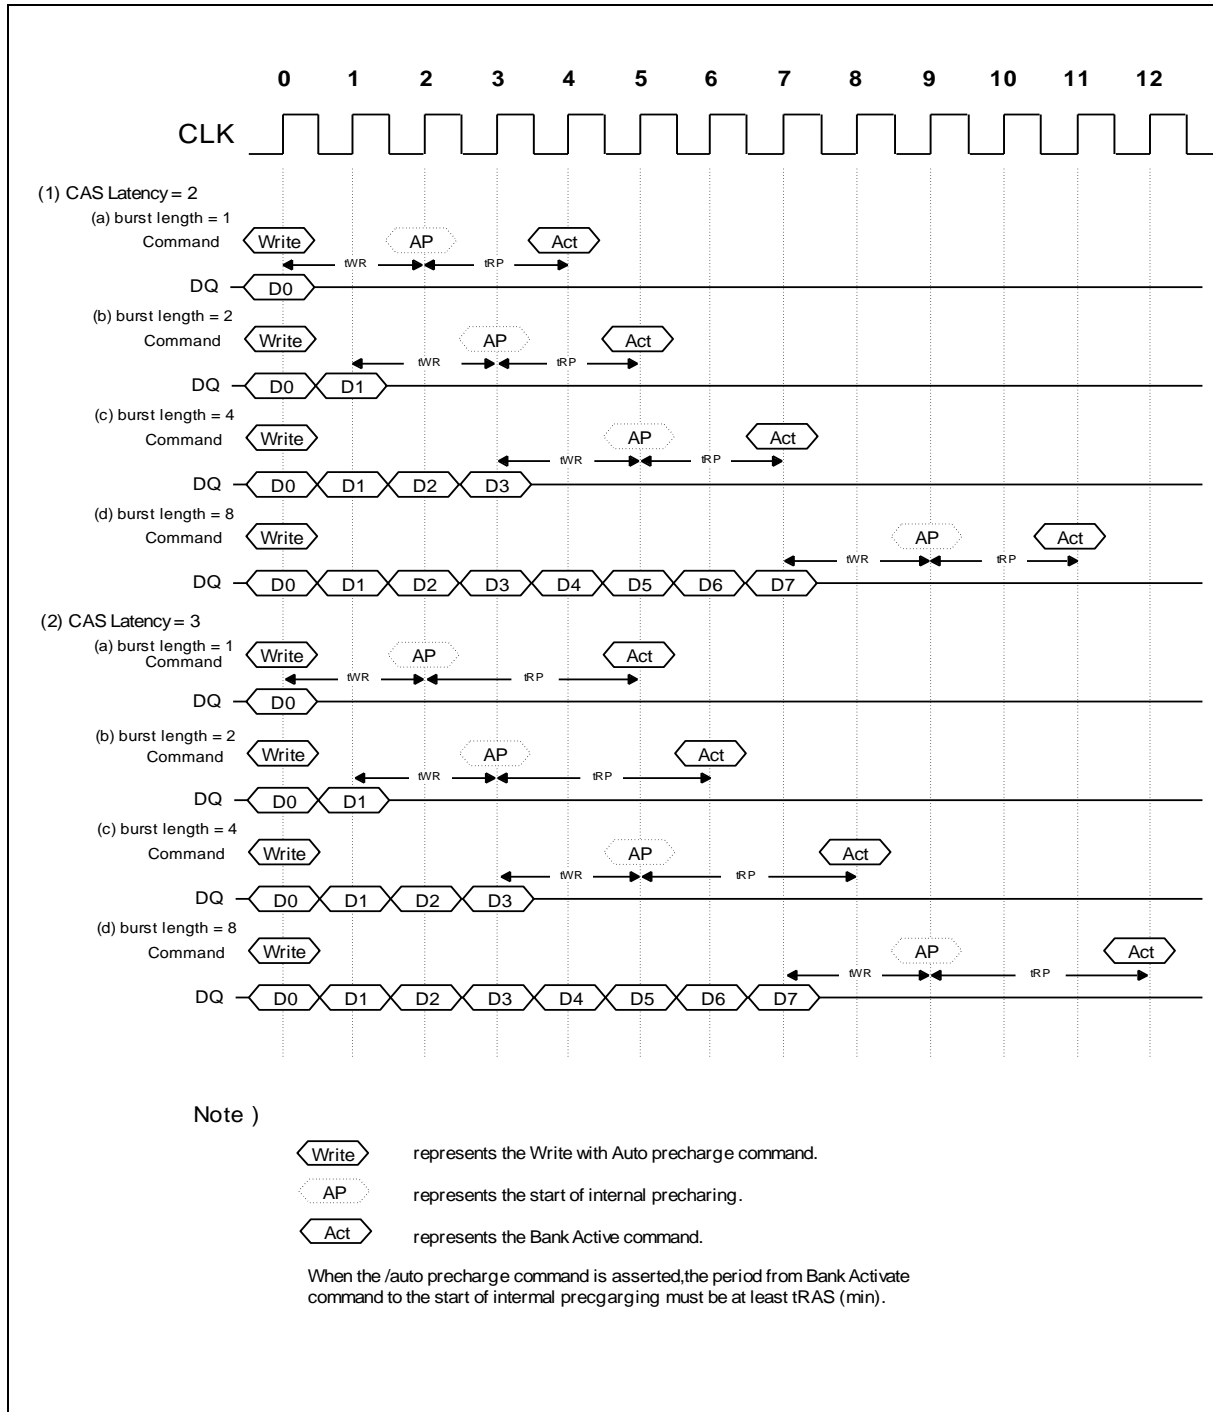 0 1 2 3 4 5 6 7 8 9 10 11 12
CLK
(1) CAS Latency = 2
(a) burst length = 1
Command Write AP Act
tWR tRP
DQ D0
(b) burst length = 2
Command Write AP Act
tWR tRP
DQ D0 D1
(c) burst length = 4
Command Write AP Act
tWR tRP
DQ D0 D1 D2 D3
(d) burst length = 8
Command Write AP Act
tWR tRP
DQ D0 D1 D2 D3 D4 D5 D6 D7
(2) CAS Latency = 3
(a) burst length = 1
Command Write AP Act
tWR tRP
DQ D0
(b) burst length = 2
Command Write AP Act
tWR tRP
DQ D0 D1
(c) burst length = 4
Command Write AP Act
tWR tRP
DQ D0 D1 D2 D3
(d) burst length = 8
Command Write AP Act
tWR tRP
DQ D0 D1 D2 D3 D4 D5 D6 D7
Note )
Write represents the Write with Auto precharge command.
AP represents the start of internal precharing.
Act represents the Bank Active command.
When the /auto precharge command is asserted,the period from Bank Activate
command to the start of intermal precgarging must be at least tRAS (min).